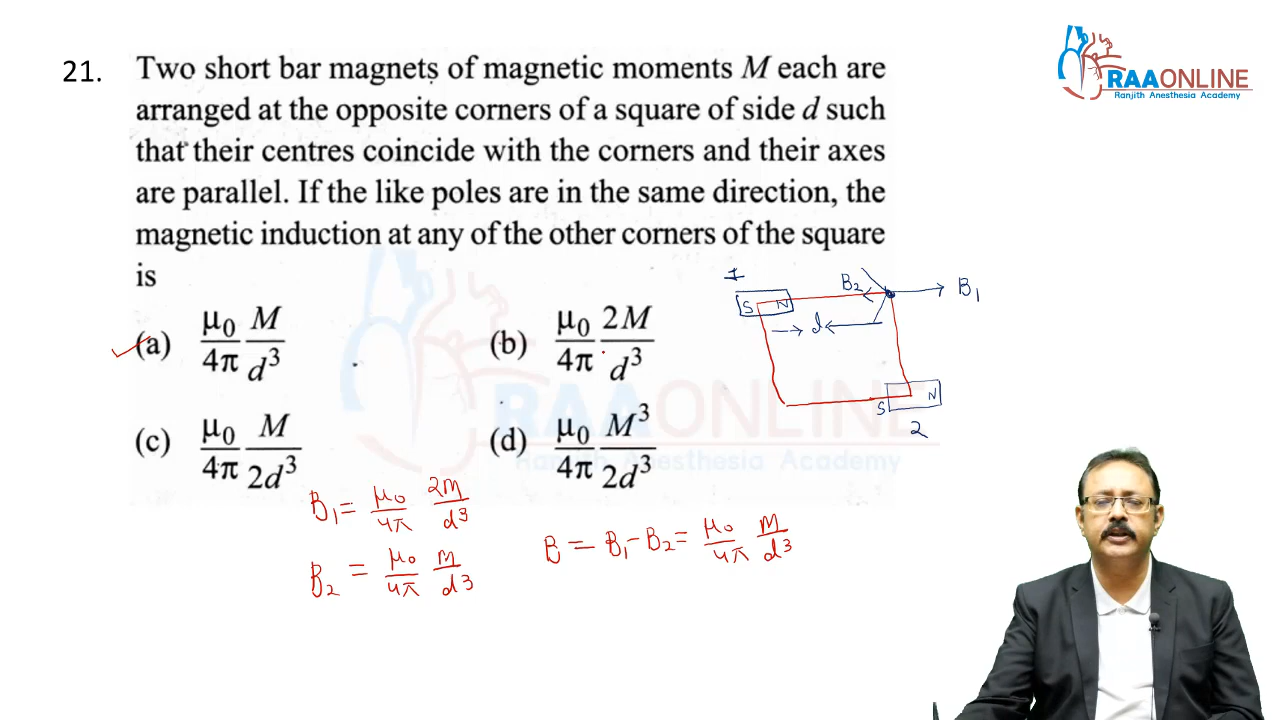 RAAONLINE
Ranjith Anesthesia Academy
21. Two short bar magnets of magnetic moments M each are
arranged at the opposite corners of a square of side d such
that their centres coincide with the corners and their axes
are parallel. If the like poles are in the same direction, the
magnetic induction at any of the other corners of the square
is
(a) μ0/4π M/d³
(b) μ0/4π 2M/d³
(c) μ0/4π M/2d³
(d) μ0/4π M³/2d³
1
S N
B2
B1
d
S N
2
B1 = μ0/4π 2M/d³
B2 = μ0/4π M/d³
B = B1 - B2 = μ0/4π M/d³
RAAONLINE
Ranjith Anesthesia Academy